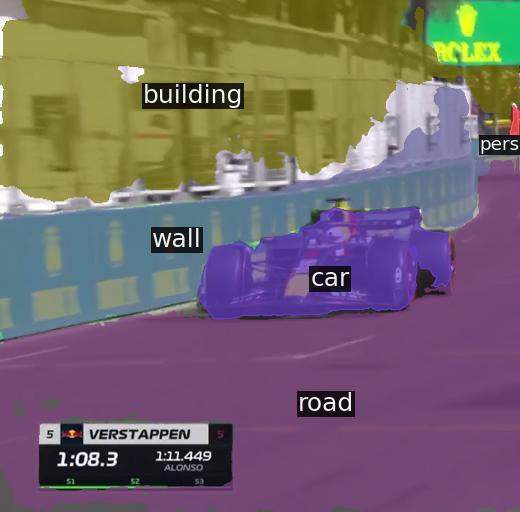 ROLEX
building
pers
wall
car
road
5 VERSTAPPEN 5
1:08.3 1:11.449
ALONSO
S1 S2 S3